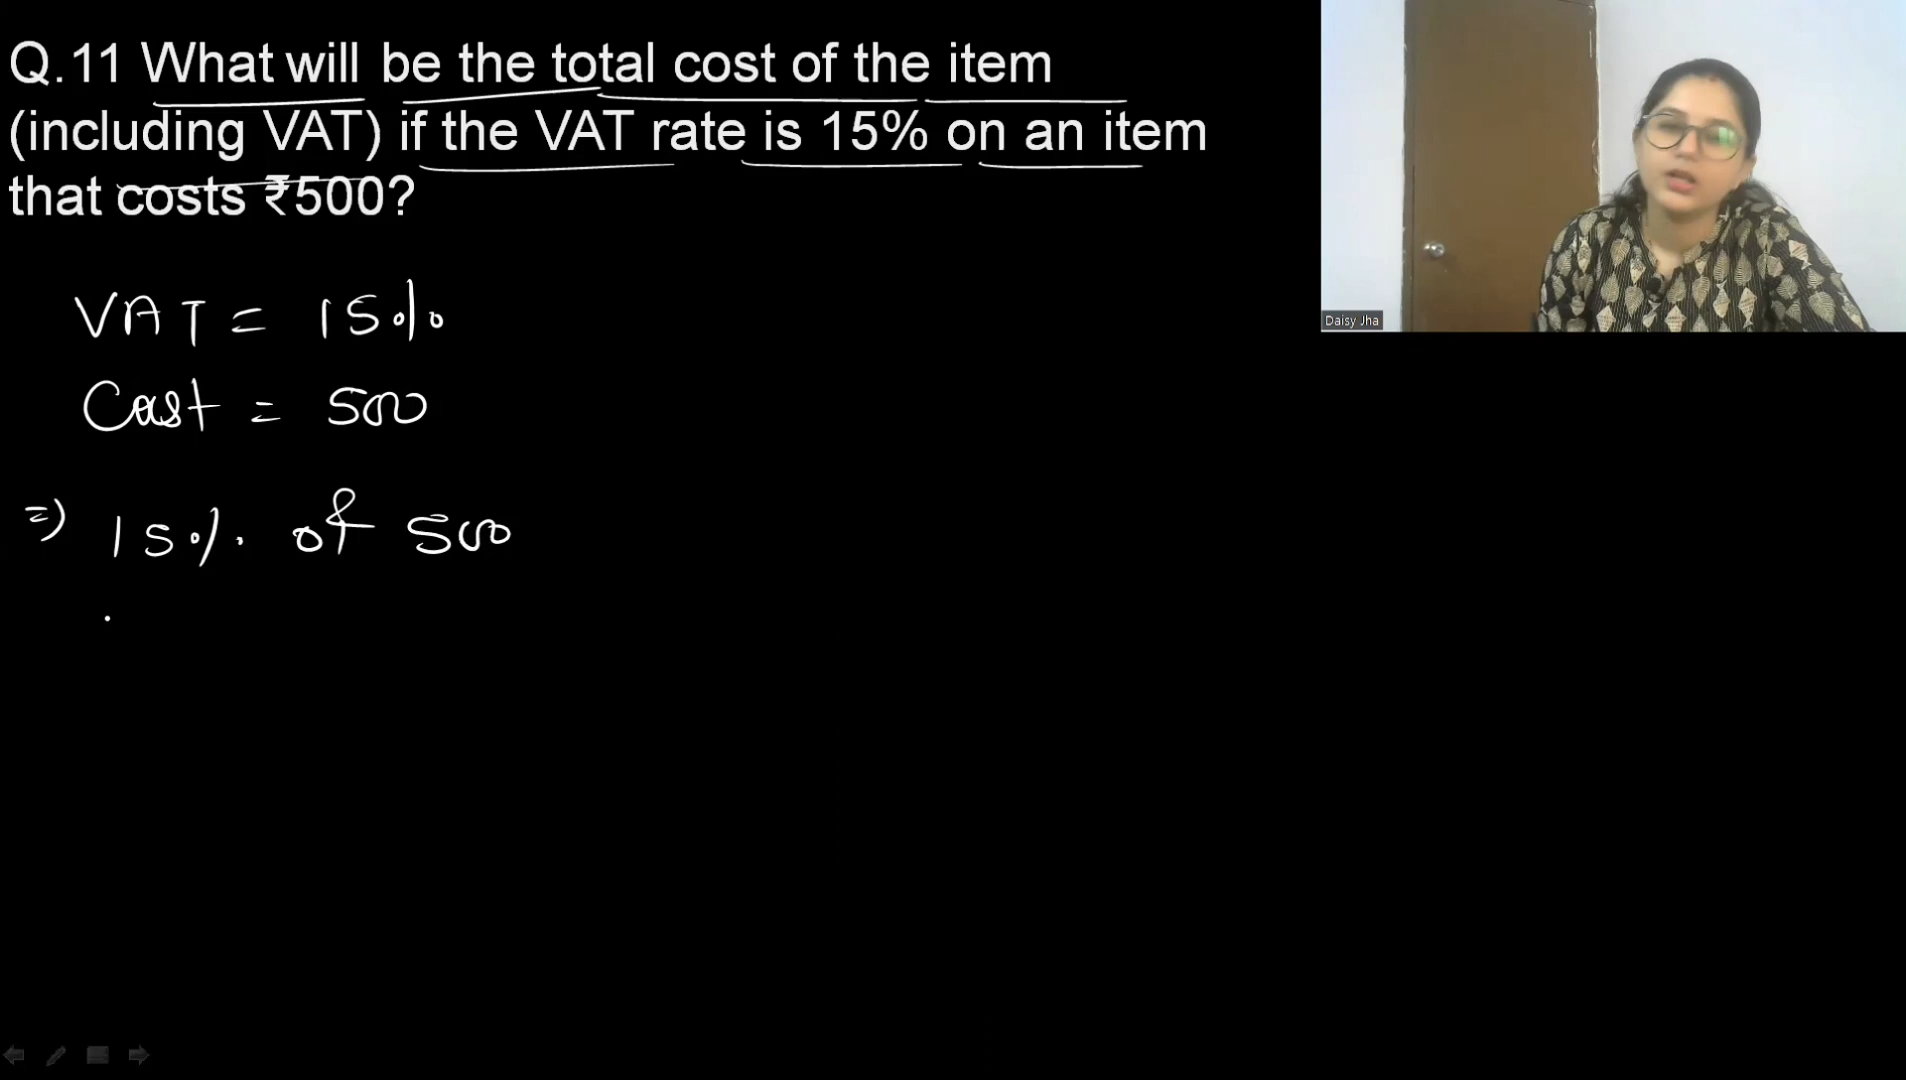 Q.11 What will be the total cost of the item
(including VAT) if the VAT rate is 15% on an item
that costs ₹500?
Daisy Jha
VAT = 15%
Cost = 500
=) 15% of 500